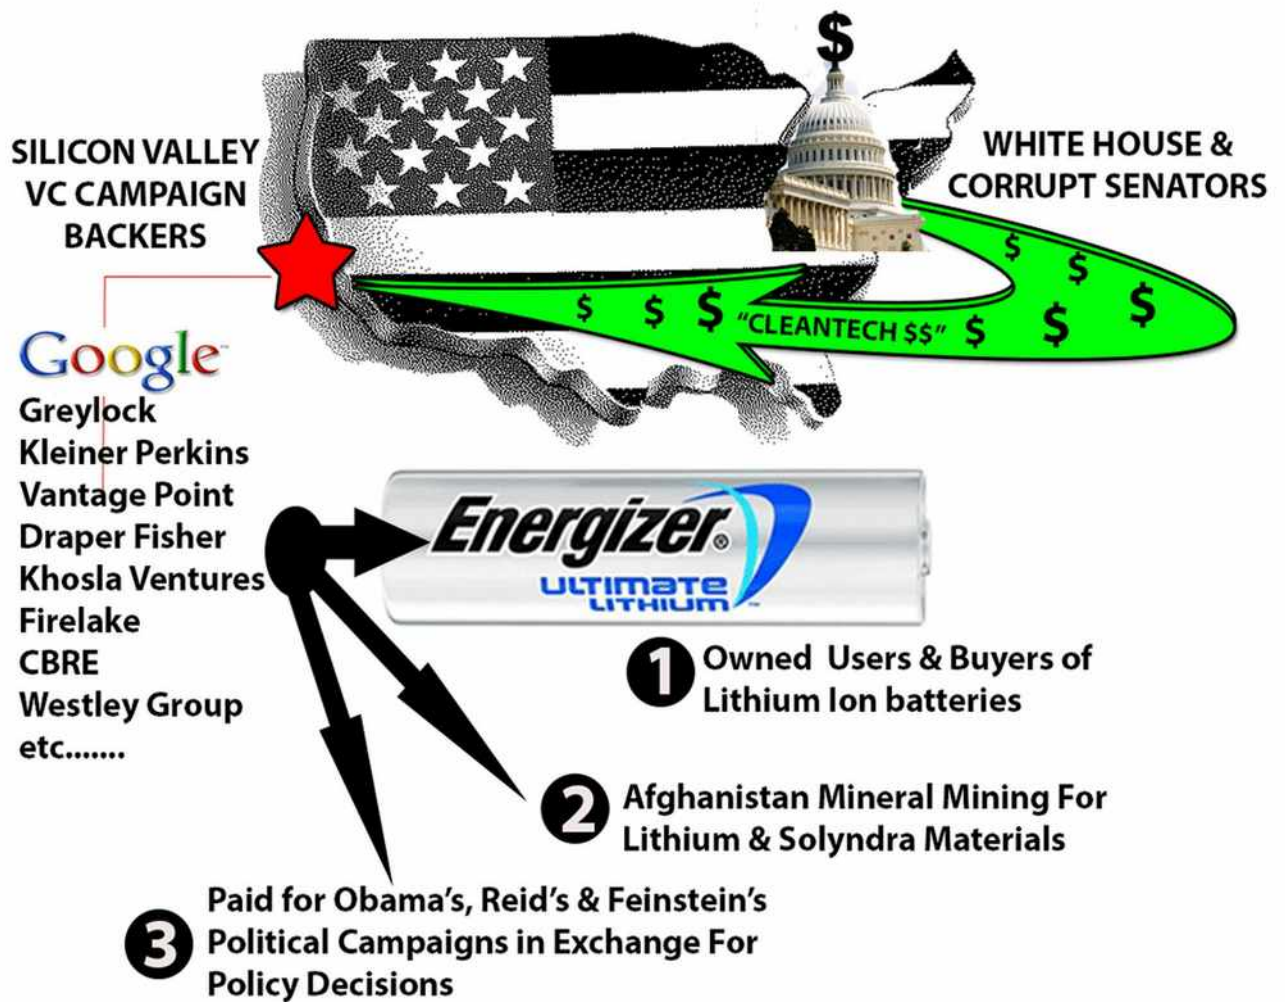 $
SILICON VALLEY
VC CAMPAIGN
BACKERS
WHITE HOUSE &
CORRUPT SENATORS
$ $ $ "CLEANTECH $$" $ $ $ $ $
Google
Greylock
Kleiner Perkins
Vantage Point
Draper Fisher
Khosla Ventures
Firelake
CBRE
Westley Group
etc.......
Energizer®
ULTIMATE
LITHIUM™
1 Owned Users & Buyers of
Lithium Ion batteries
2 Afghanistan Mineral Mining For
Lithium & Solyndra Materials
3 Paid for Obama's, Reid's & Feinstein's
Political Campaigns in Exchange For
Policy Decisions